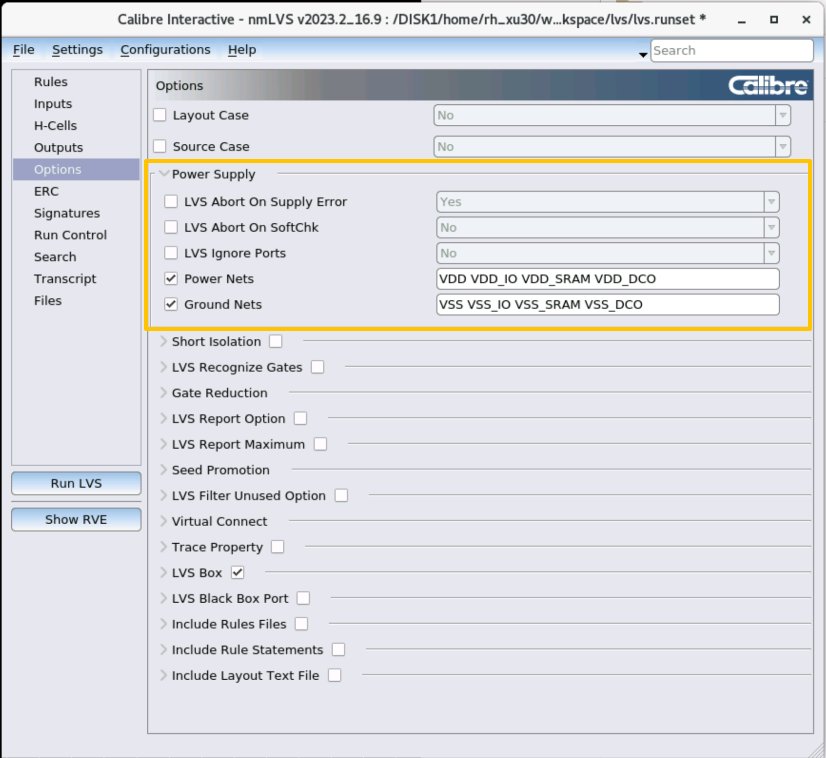 Calibre Interactive - nmLVS v2023.2_16.9 : /DISK1/home/rh_xu30/w...kspace/lvs/lvs.runset *
File Settings Configurations Help Search
Rules
Inputs
H-Cells
Outputs
Options
ERC
Signatures
Run Control
Search
Transcript
Files
Run LVS
Show RVE
Options Calibre
Layout Case No
Source Case No
Power Supply
LVS Abort On Supply Error Yes
LVS Abort On SoftChk No
LVS Ignore Ports No
Power Nets VDD VDD_IO VDD_SRAM VDD_DCO
Ground Nets VSS VSS_IO VSS_SRAM VSS_DCO
Short Isolation
LVS Recognize Gates
Gate Reduction
LVS Report Option
LVS Report Maximum
Seed Promotion
LVS Filter Unused Option
Virtual Connect
Trace Property
LVS Box
LVS Black Box Port
Include Rules Files
Include Rule Statements
Include Layout Text File